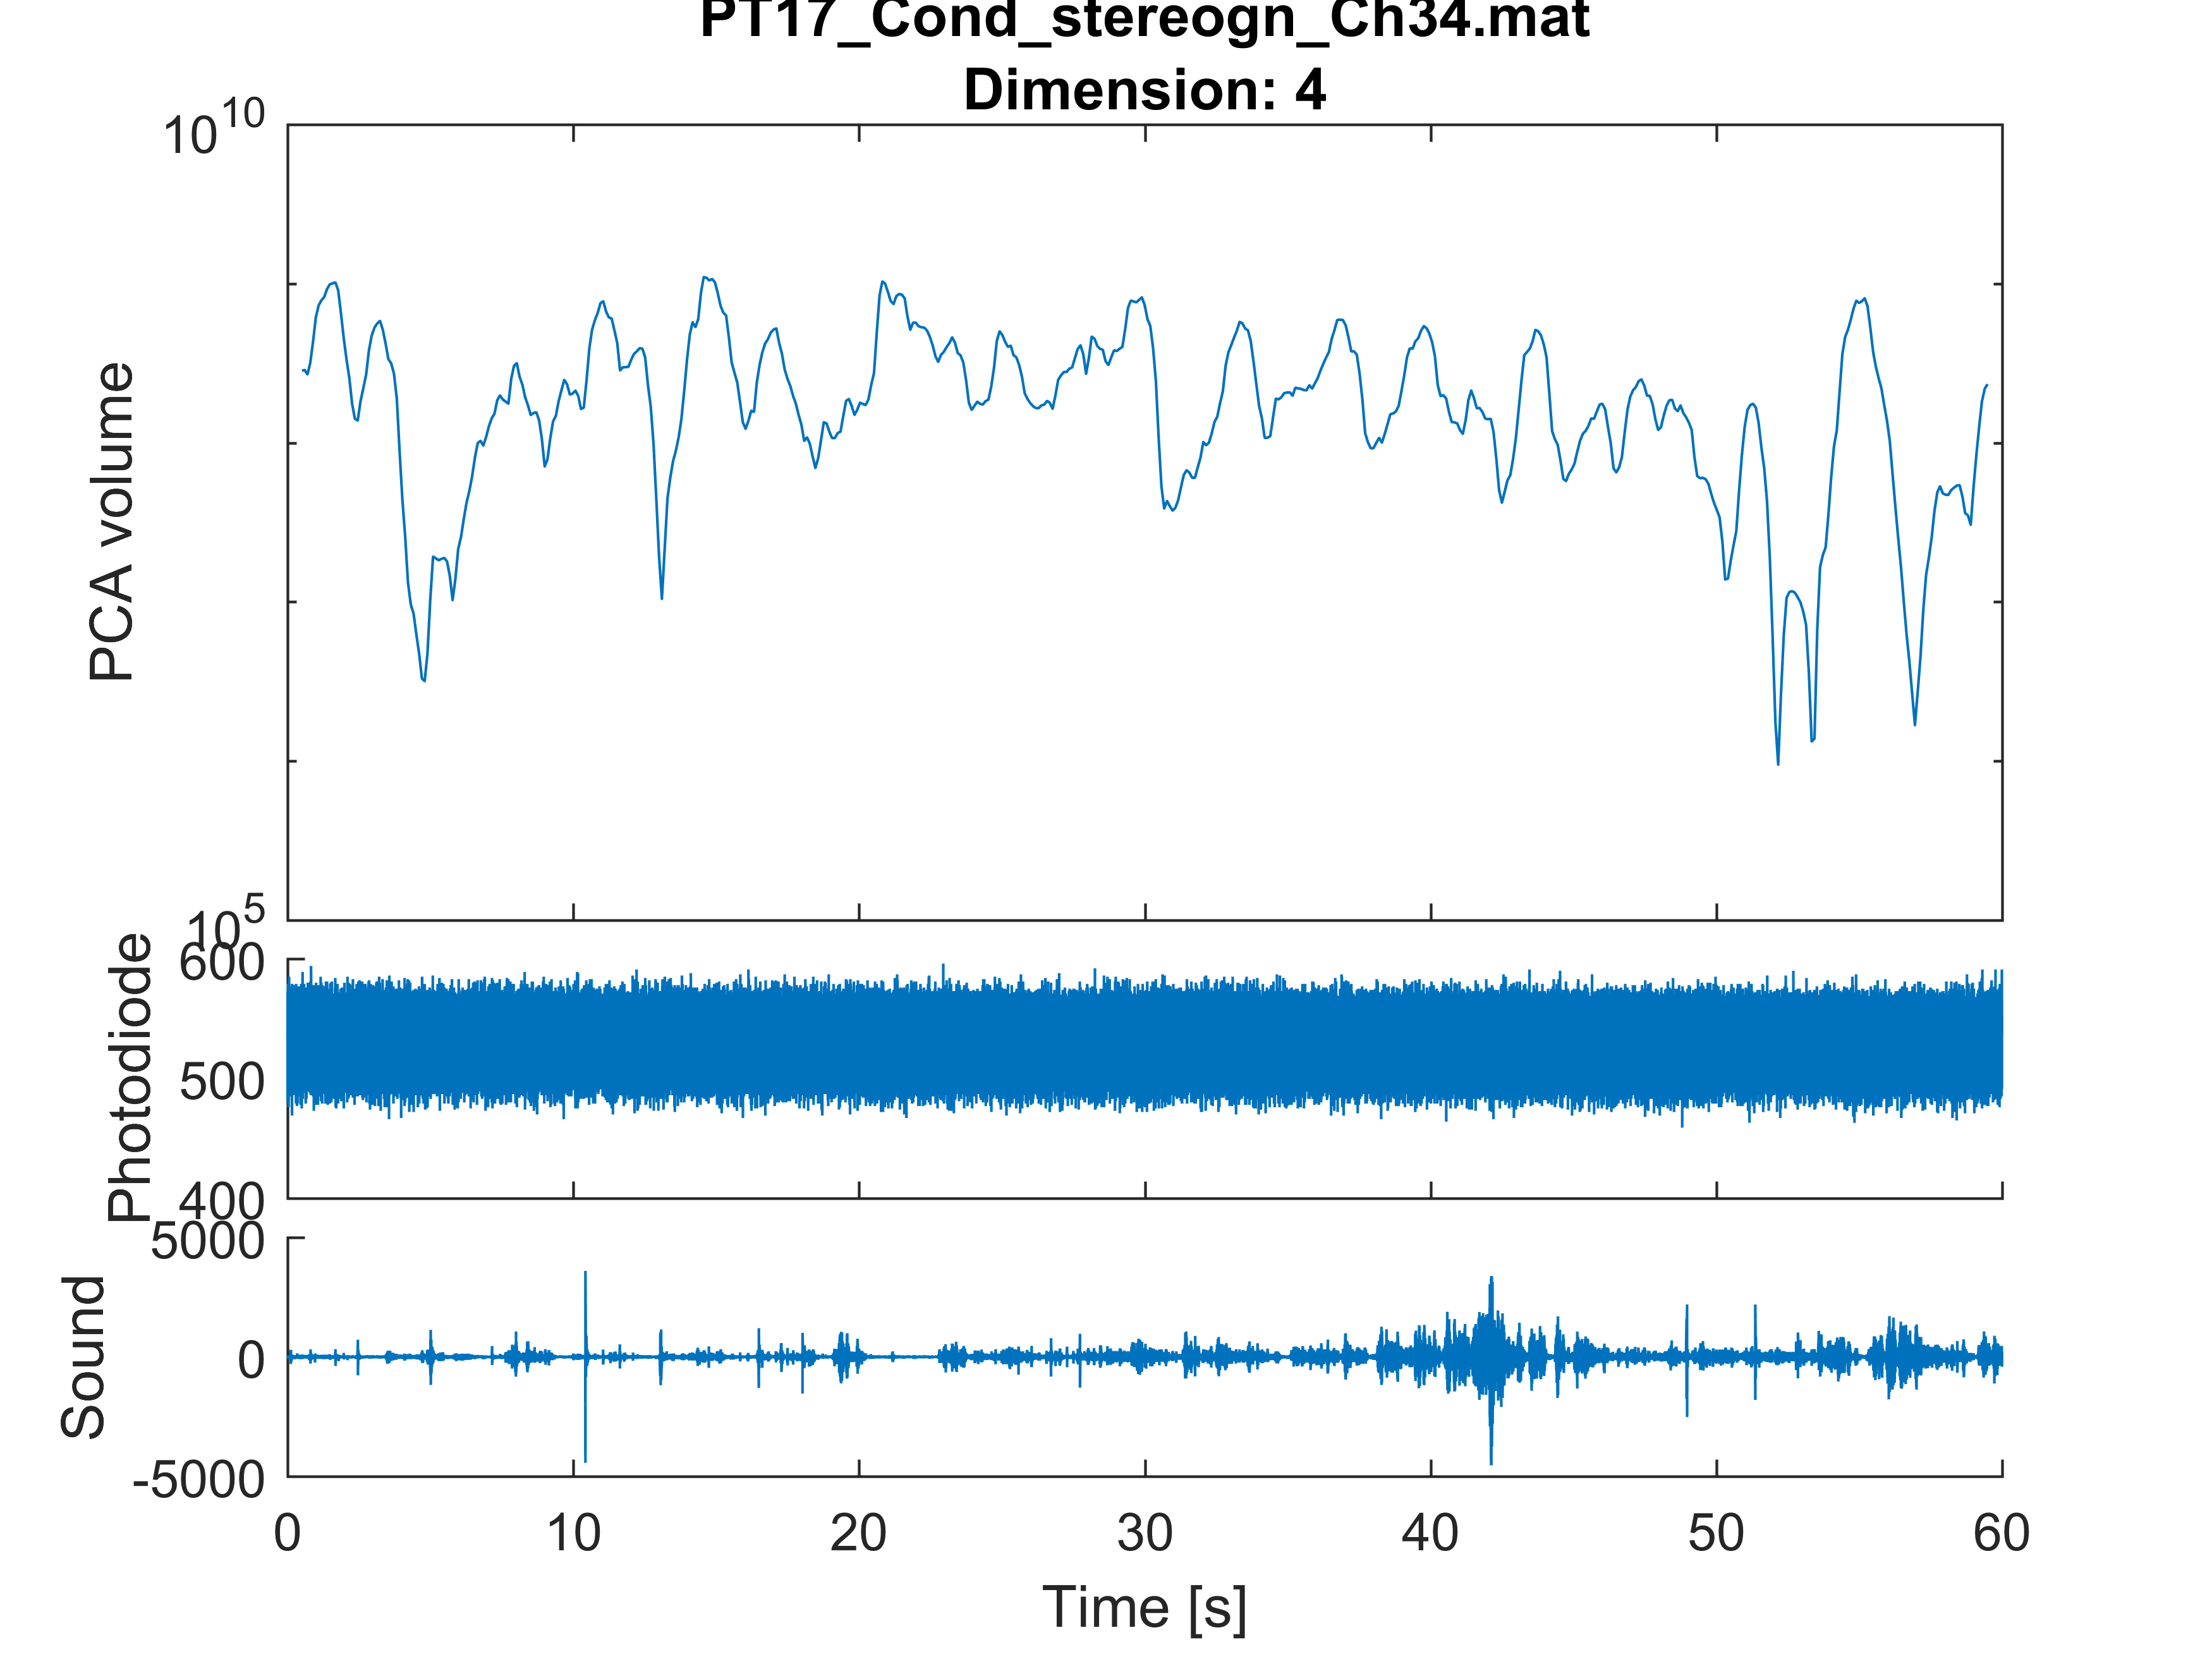 PT17_Cond_stereogn_Ch34.mat
Dimension: 4
10^10
PCA volume
10^5
600
Photodiode
500
400
5000
Sound
0
-5000
0 10 20 30 40 50 60
Time [s]